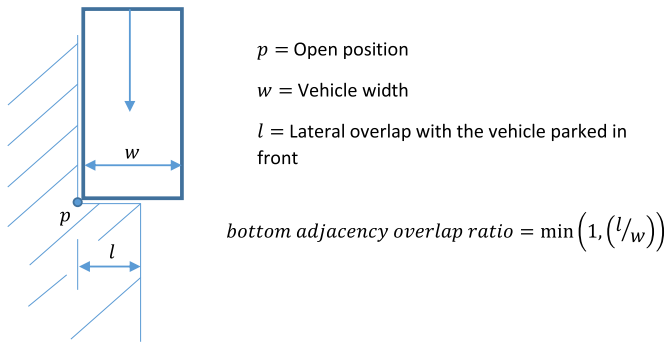 p = Open position
w = Vehicle width
l = Lateral overlap with the vehicle parked in
front
w
p
l
bottom adjacency overlap ratio = min(1, (l/w))